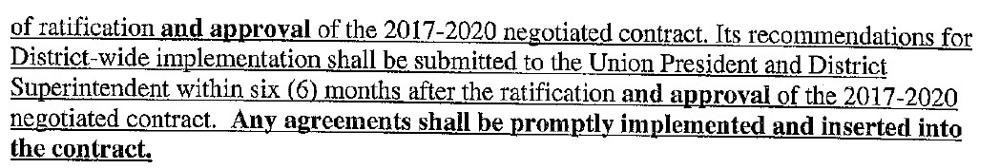 of ratification and approval of the 2017-2020 negotiated contract. Its recommendations for
District-wide implementation shall be submitted to the Union President and District
Superintendent within six (6) months after the ratification and approval of the 2017-2020
negotiated contract. Any agreements shall be promptly implemented and inserted into
the contract.